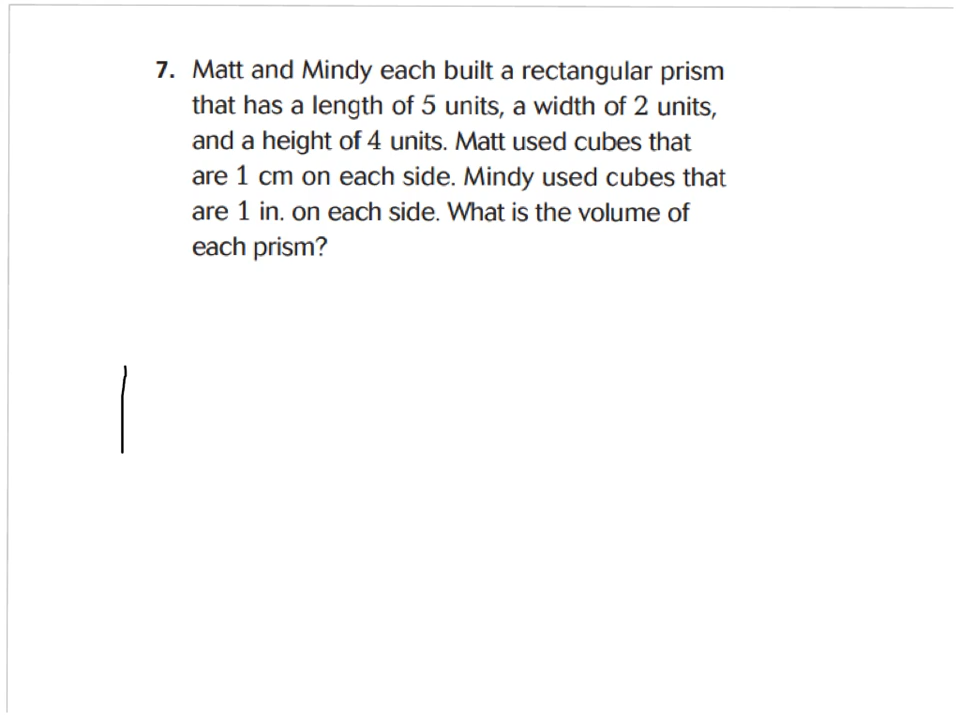 7. Matt and Mindy each built a rectangular prism
that has a length of 5 units, a width of 2 units,
and a height of 4 units. Matt used cubes that
are 1 cm on each side. Mindy used cubes that
are 1 in. on each side. What is the volume of
each prism?